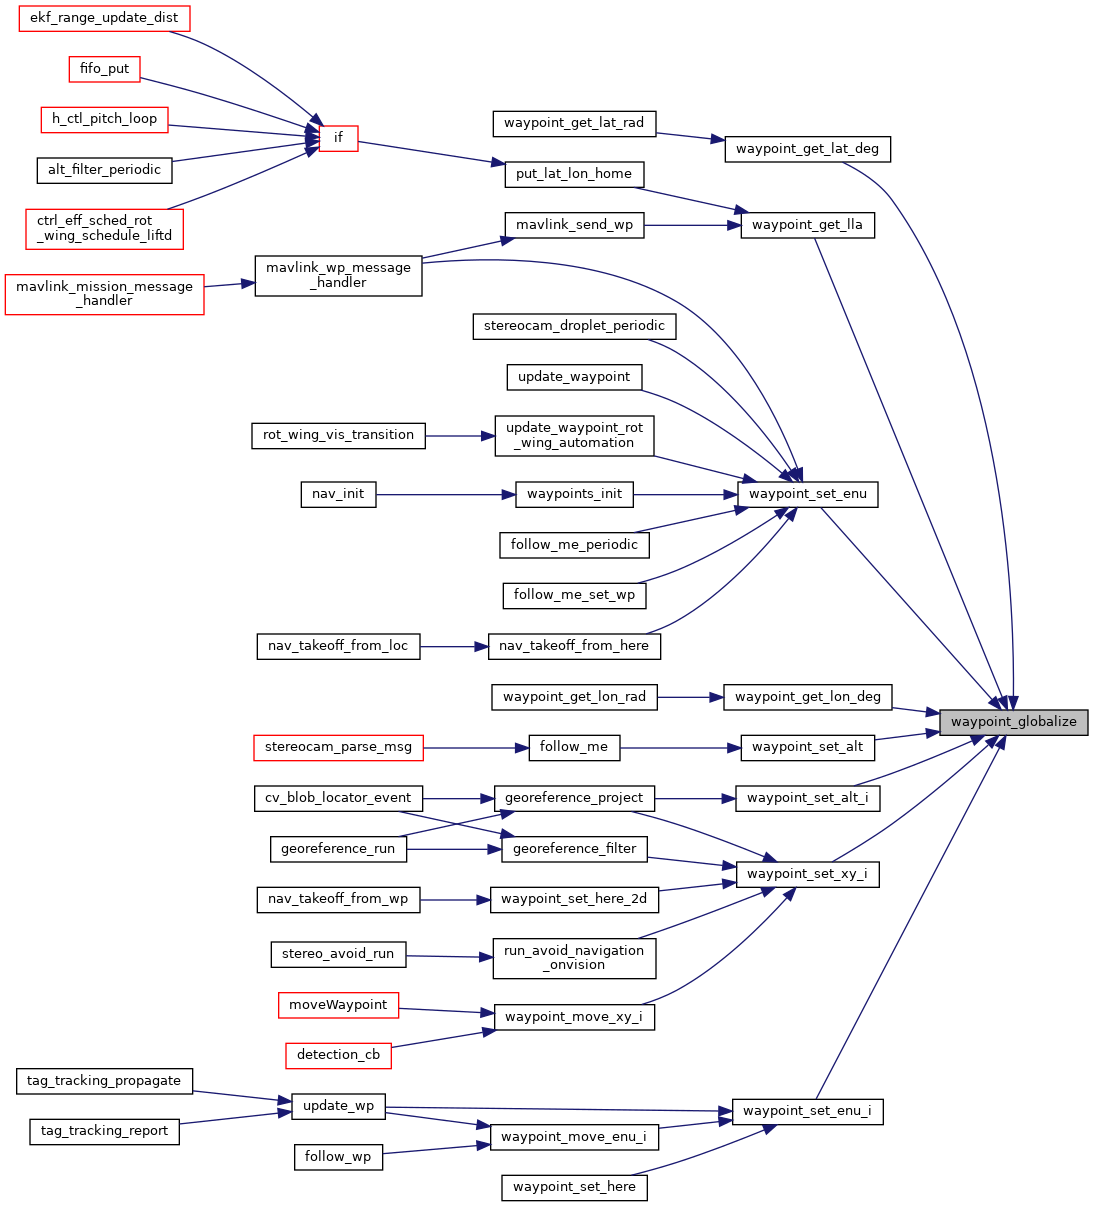 ekf_range_update_dist
fifo_put
h_ctl_pitch_loop
if
waypoint_get_lat_rad
waypoint_get_lat_deg
alt_filter_periodic
put_lat_lon_home
ctrl_eff_sched_rot
_wing_schedule_liftd
mavlink_send_wp
waypoint_get_lla
mavlink_wp_message
_handler
mavlink_mission_message
_handler
stereocam_droplet_periodic
update_waypoint
rot_wing_vis_transition
update_waypoint_rot
_wing_automation
nav_init
waypoints_init
waypoint_set_enu
follow_me_periodic
follow_me_set_wp
nav_takeoff_from_loc
nav_takeoff_from_here
waypoint_get_lon_rad
waypoint_get_lon_deg
waypoint_globalize
stereocam_parse_msg
follow_me
waypoint_set_alt
cv_blob_locator_event
georeference_project
waypoint_set_alt_i
georeference_run
georeference_filter
waypoint_set_xy_i
nav_takeoff_from_wp
waypoint_set_here_2d
stereo_avoid_run
run_avoid_navigation
_onvision
moveWaypoint
waypoint_move_xy_i
detection_cb
tag_tracking_propagate
update_wp
waypoint_set_enu_i
tag_tracking_report
waypoint_move_enu_i
follow_wp
waypoint_set_here